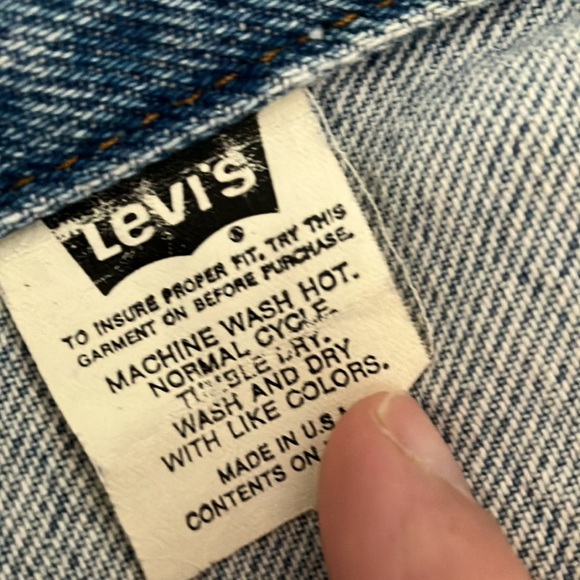 Levi's
®
TO INSURE PROPER FIT, TRY THIS
GARMENT ON BEFORE PURCHASE.
MACHINE WASH HOT.
NORMAL CYCLE.
TUMBLE DRY.
WASH AND DRY
WITH LIKE COLORS.
MADE IN U.S.A
CONTENTS ON